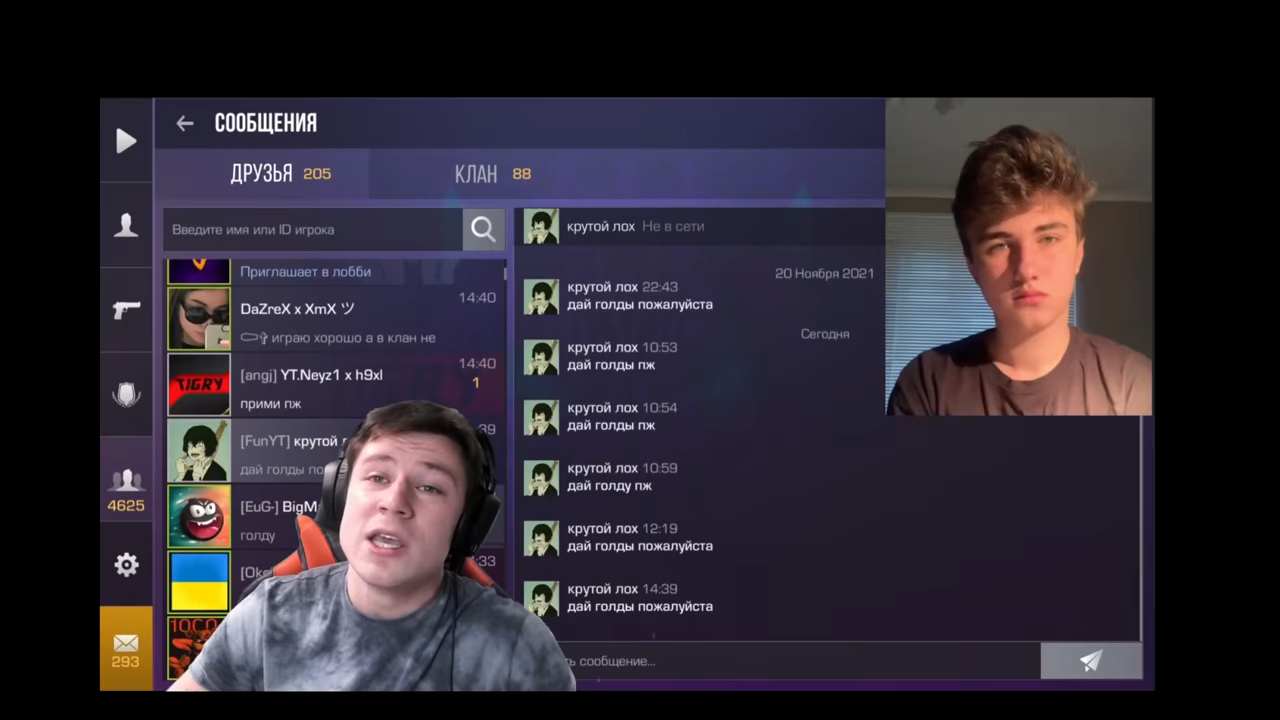 СООБЩЕНИЯ
ДРУЗЬЯ 205
КЛАН 88
Введите имя или ID игрока
Приглашает в лобби
DaZreX x XmX ツ 14:40
играю хорошо а в клан не
[angj] YT.Neyz1 x h9xl 14:40
прими пж 1
TIGRY
[FunYT] крутой
дай голды
[EuG-] BigM
голду
4625
293
крутой лох Не в сети
20 Ноября 2021
крутой лох 22:43
дай голды пожалуйста
Сегодня
крутой лох 10:53
дай голды пж
крутой лох 10:54
дай голды пж
крутой лох 10:59
дай голду пж
крутой лох 12:19
дай голды пожалуйста
крутой лох 14:39
дай голды пожалуйста
сообщение...